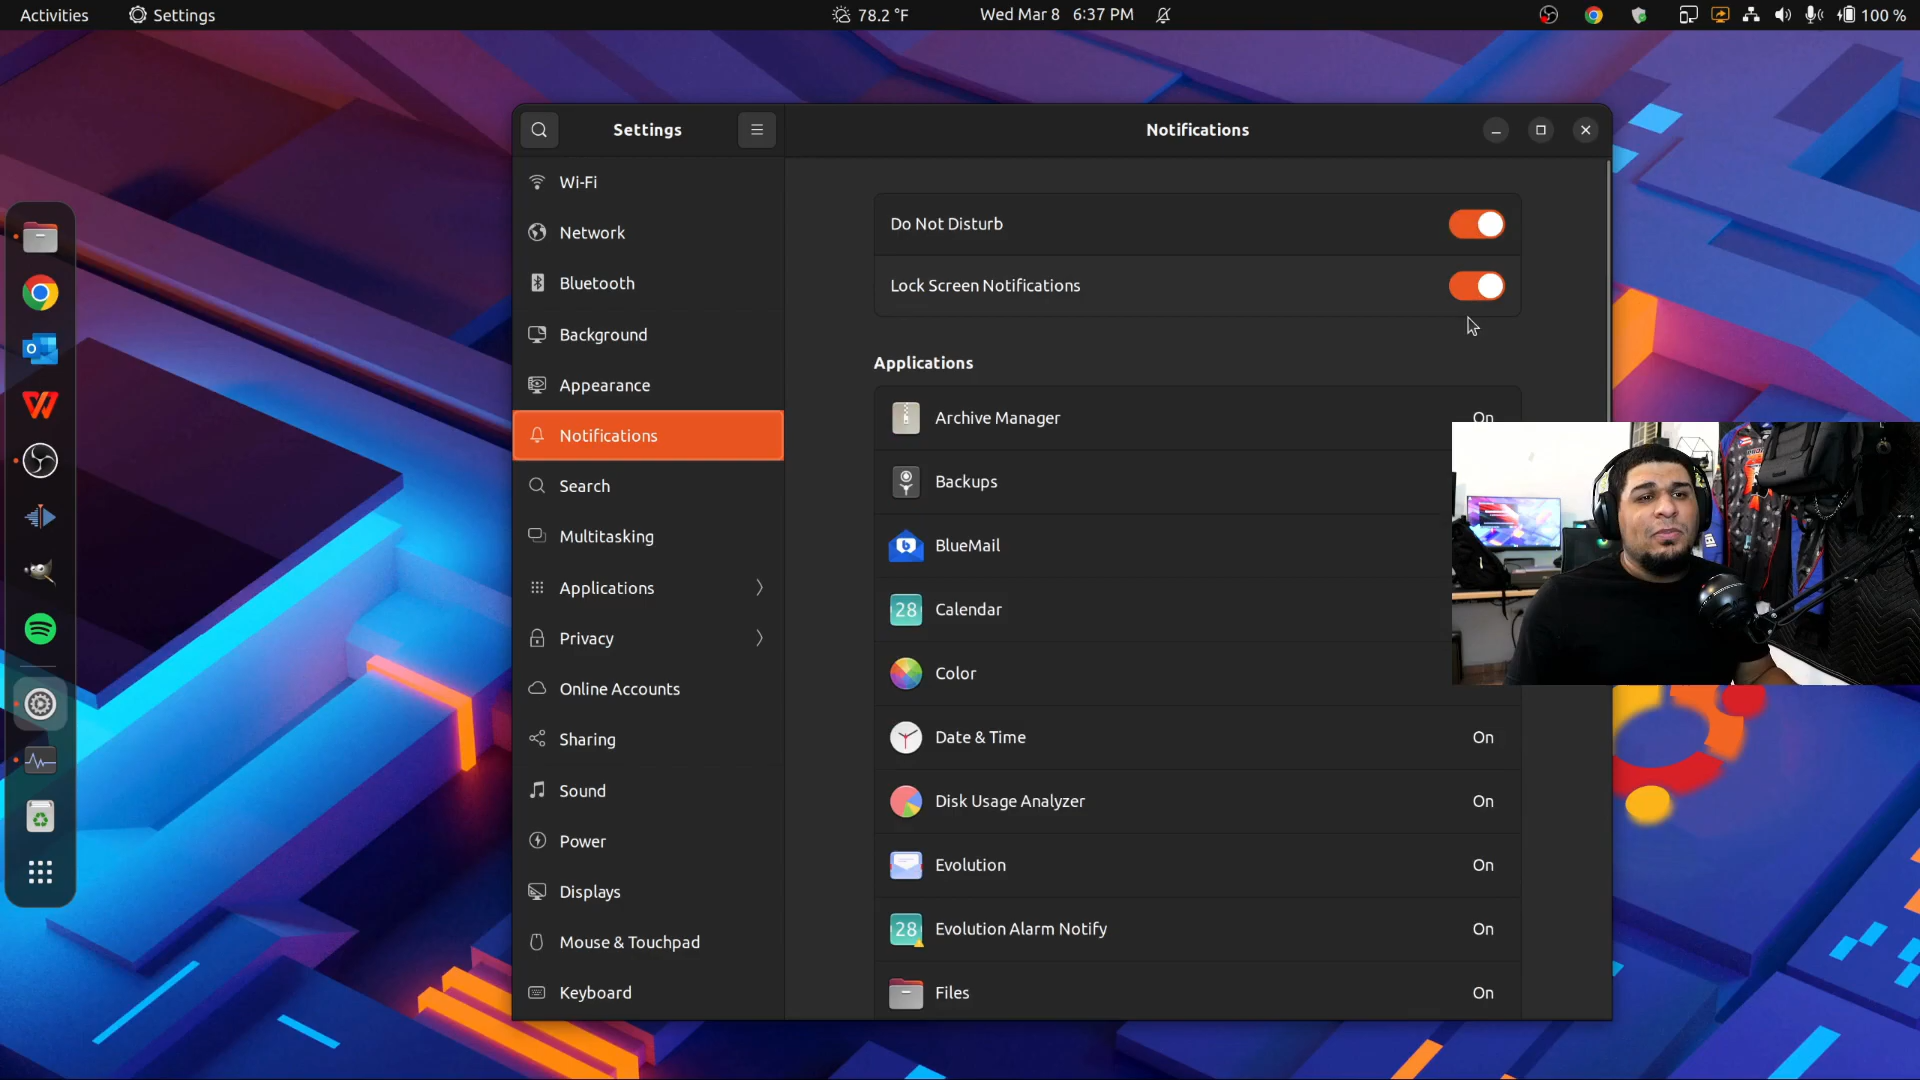 Activities
Settings
78.2 °F
Wed Mar 8 6:37 PM
100 %
Settings
Notifications
Wi-Fi
Network
Bluetooth
Background
Appearance
Notifications
Search
Multitasking
Applications
Privacy
Online Accounts
Sharing
Sound
Power
Displays
Mouse & Touchpad
Keyboard
Do Not Disturb
Lock Screen Notifications
Applications
Archive Manager On
Backups
BlueMail
28 Calendar
Color
Date & Time On
Disk Usage Analyzer On
Evolution On
28 Evolution Alarm Notify On
Files On